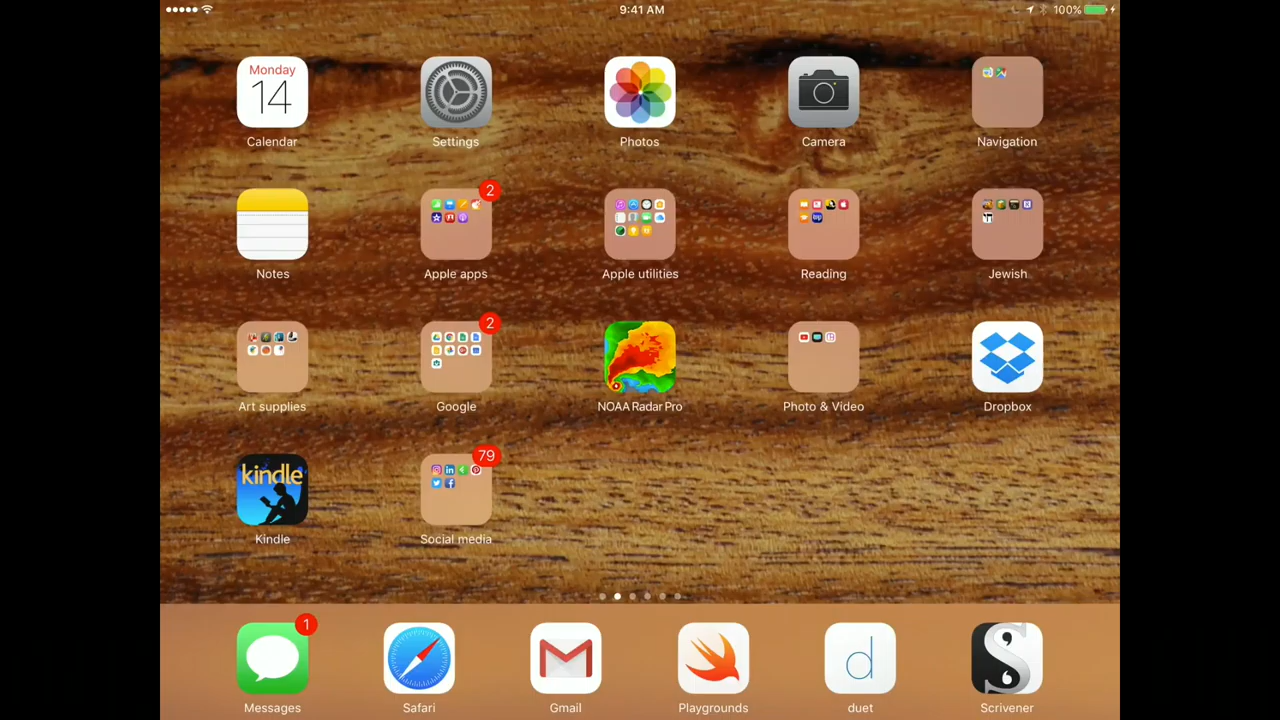 9:41 AM
100%
Monday
14
Calendar
Settings
Photos
Camera
Navigation
Notes
2
Apple apps
Apple utilities
Reading
Jewish
Art supplies
2
Google
NOAA Radar Pro
Photo & Video
Dropbox
kindle
Kindle
79
Social media
1
Messages
Safari
Gmail
Playgrounds
d
duet
S
Scrivener